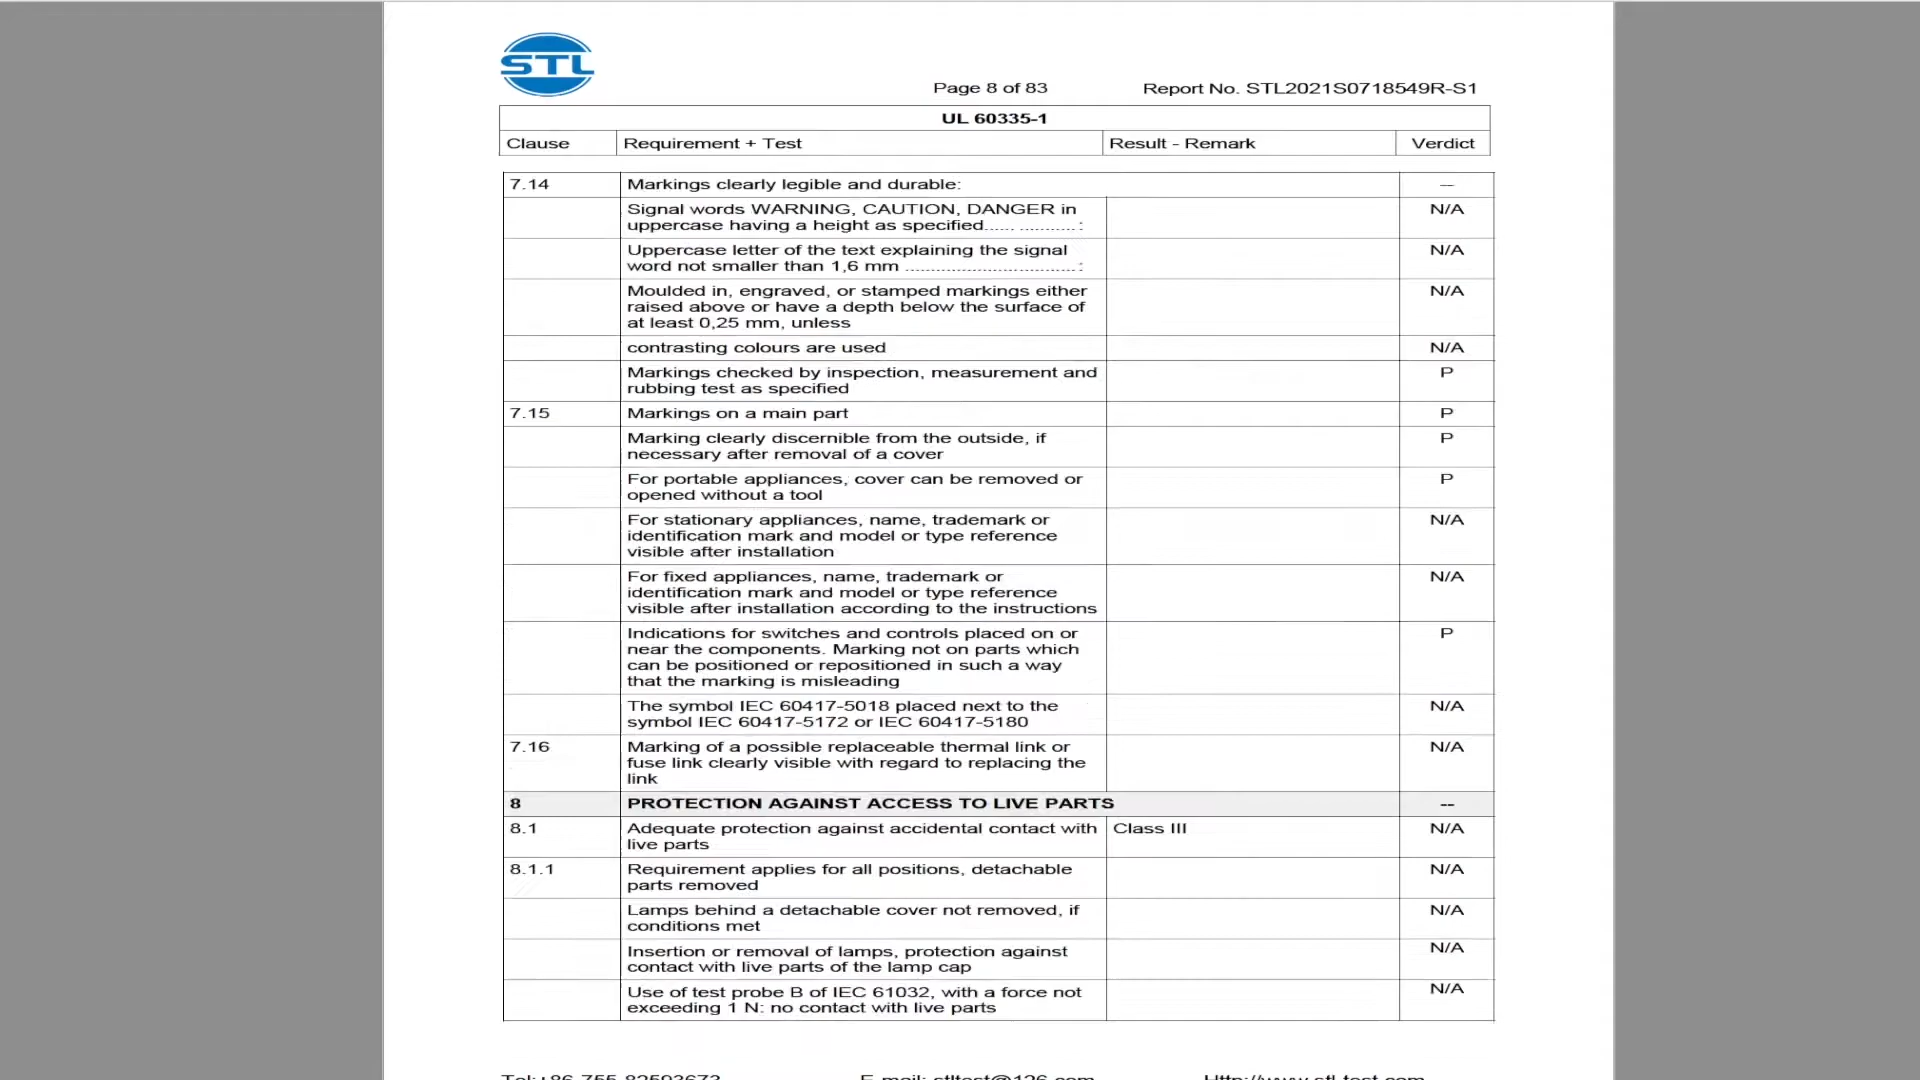 STL
Page 8 of 83 Report No. STL2021S0718549R-S1
UL 60335-1
Clause Requirement + Test Result - Remark Verdict
7.14 Markings clearly legible and durable: --
Signal words WARNING, CAUTION, DANGER in N/A
uppercase having a height as specified...... ........... :
Uppercase letter of the text explaining the signal N/A
word not smaller than 1,6 mm ................................... :
Moulded in, engraved, or stamped markings either N/A
raised above or have a depth below the surface of
at least 0,25 mm, unless
contrasting colours are used N/A
Markings checked by inspection, measurement and P
rubbing test as specified
7.15 Markings on a main part P
Marking clearly discernible from the outside, if P
necessary after removal of a cover
For portable appliances, cover can be removed or P
opened without a tool
For stationary appliances, name, trademark or N/A
identification mark and model or type reference
visible after installation
For fixed appliances, name, trademark or N/A
identification mark and model or type reference
visible after installation according to the instructions
Indications for switches and controls placed on or P
near the components. Marking not on parts which
can be positioned or repositioned in such a way
that the marking is misleading
The symbol IEC 60417-5018 placed next to the N/A
symbol IEC 60417-5172 or IEC 60417-5180
7.16 Marking of a possible replaceable thermal link or N/A
fuse link clearly visible with regard to replacing the
link
8 PROTECTION AGAINST ACCESS TO LIVE PARTS --
8.1 Adequate protection against accidental contact with Class III N/A
live parts
8.1.1 Requirement applies for all positions, detachable N/A
parts removed
Lamps behind a detachable cover not removed, if N/A
conditions met
Insertion or removal of lamps, protection against N/A
contact with live parts of the lamp cap
Use of test probe B of IEC 61032, with a force not N/A
exceeding 1 N: no contact with live parts
Tel:+86-755-82593673 E-mail: stltest@126.com Http://www.stl-test.com